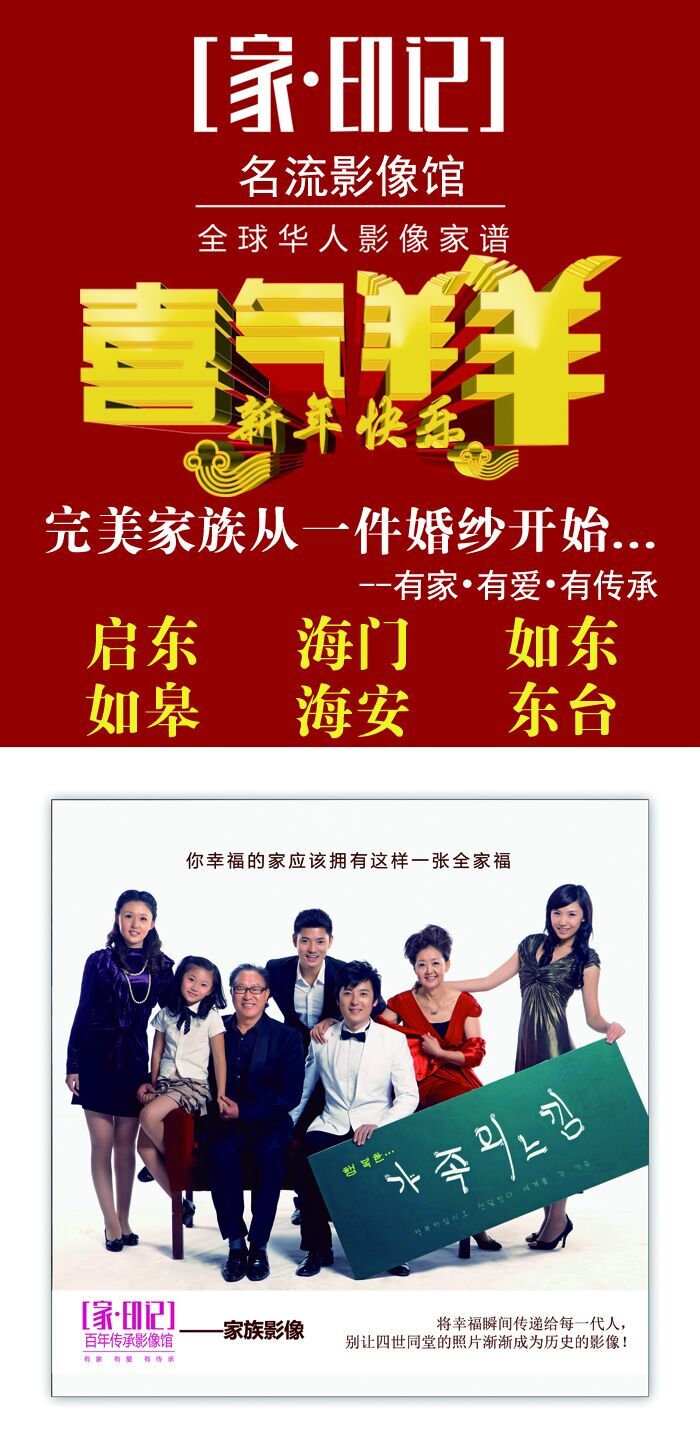 [家·印记]
名流影像馆
全球华人影像家谱
喜气洋洋
新年快乐
完美家族从一件婚纱开始...
--有家·有爱·有传承
启东 海门 如东
如皋 海安 东台
你幸福的家应该拥有这样一张全家福
행복한...
가족의느낌
[家·印记]
百年传承影像馆
有家 有爱 有传承
——家族影像
将幸福瞬间传递给每一代人，
别让四世同堂的照片渐渐成为历史的影像！